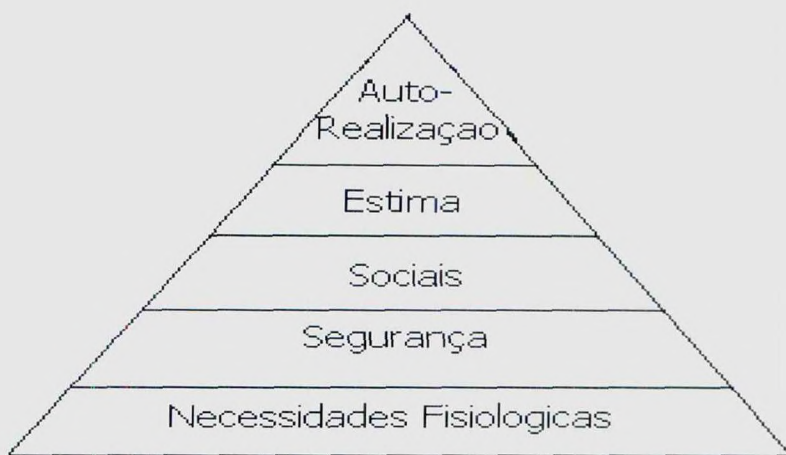 Auto-
Realizaçao
Estima
Sociais
Segurança
Necessidades Fisiologicas